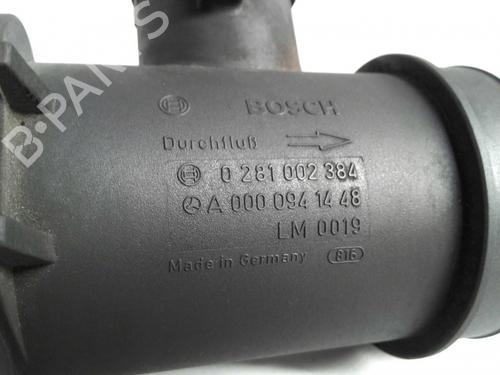 B-PARTS
BOSCH
Durchfluß
0 281 002 384
A 000 094 14 48
LM 0019
Made in Germany 816